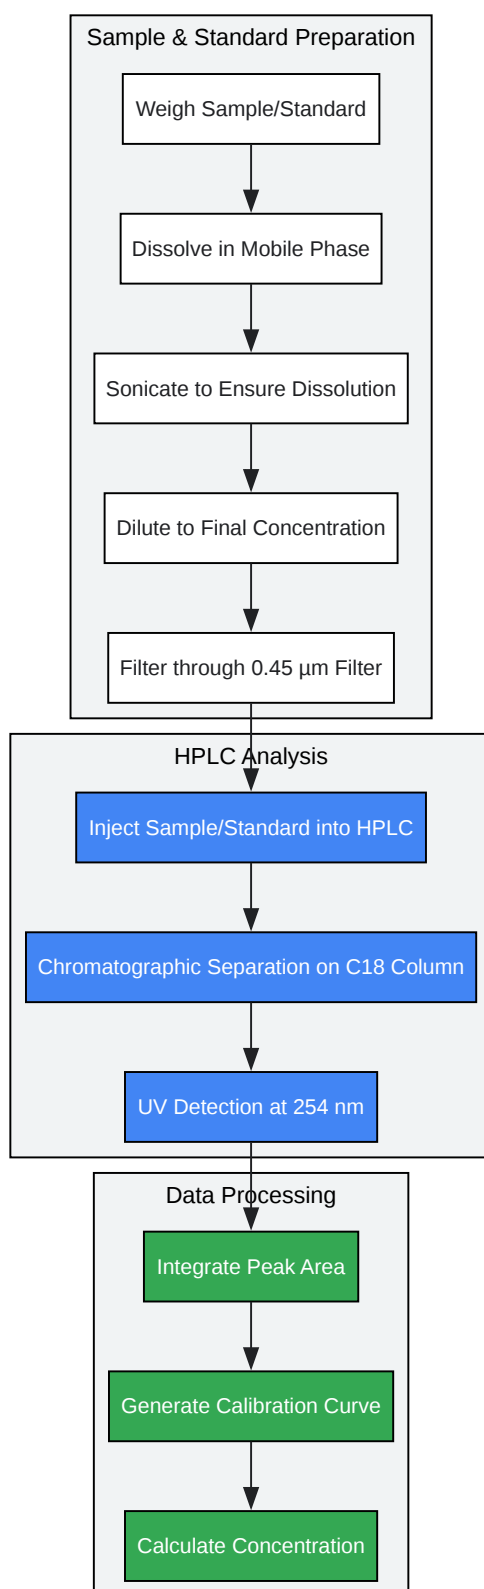 Sample & Standard Preparation
Weigh Sample/Standard
Dissolve in Mobile Phase
Sonicate to Ensure Dissolution
Dilute to Final Concentration
Filter through 0.45 µm Filter
HPLC Analysis
Inject Sample/Standard into HPLC
Chromatographic Separation on C18 Column
UV Detection at 254 nm
Data Processing
Integrate Peak Area
Generate Calibration Curve
Calculate Concentration